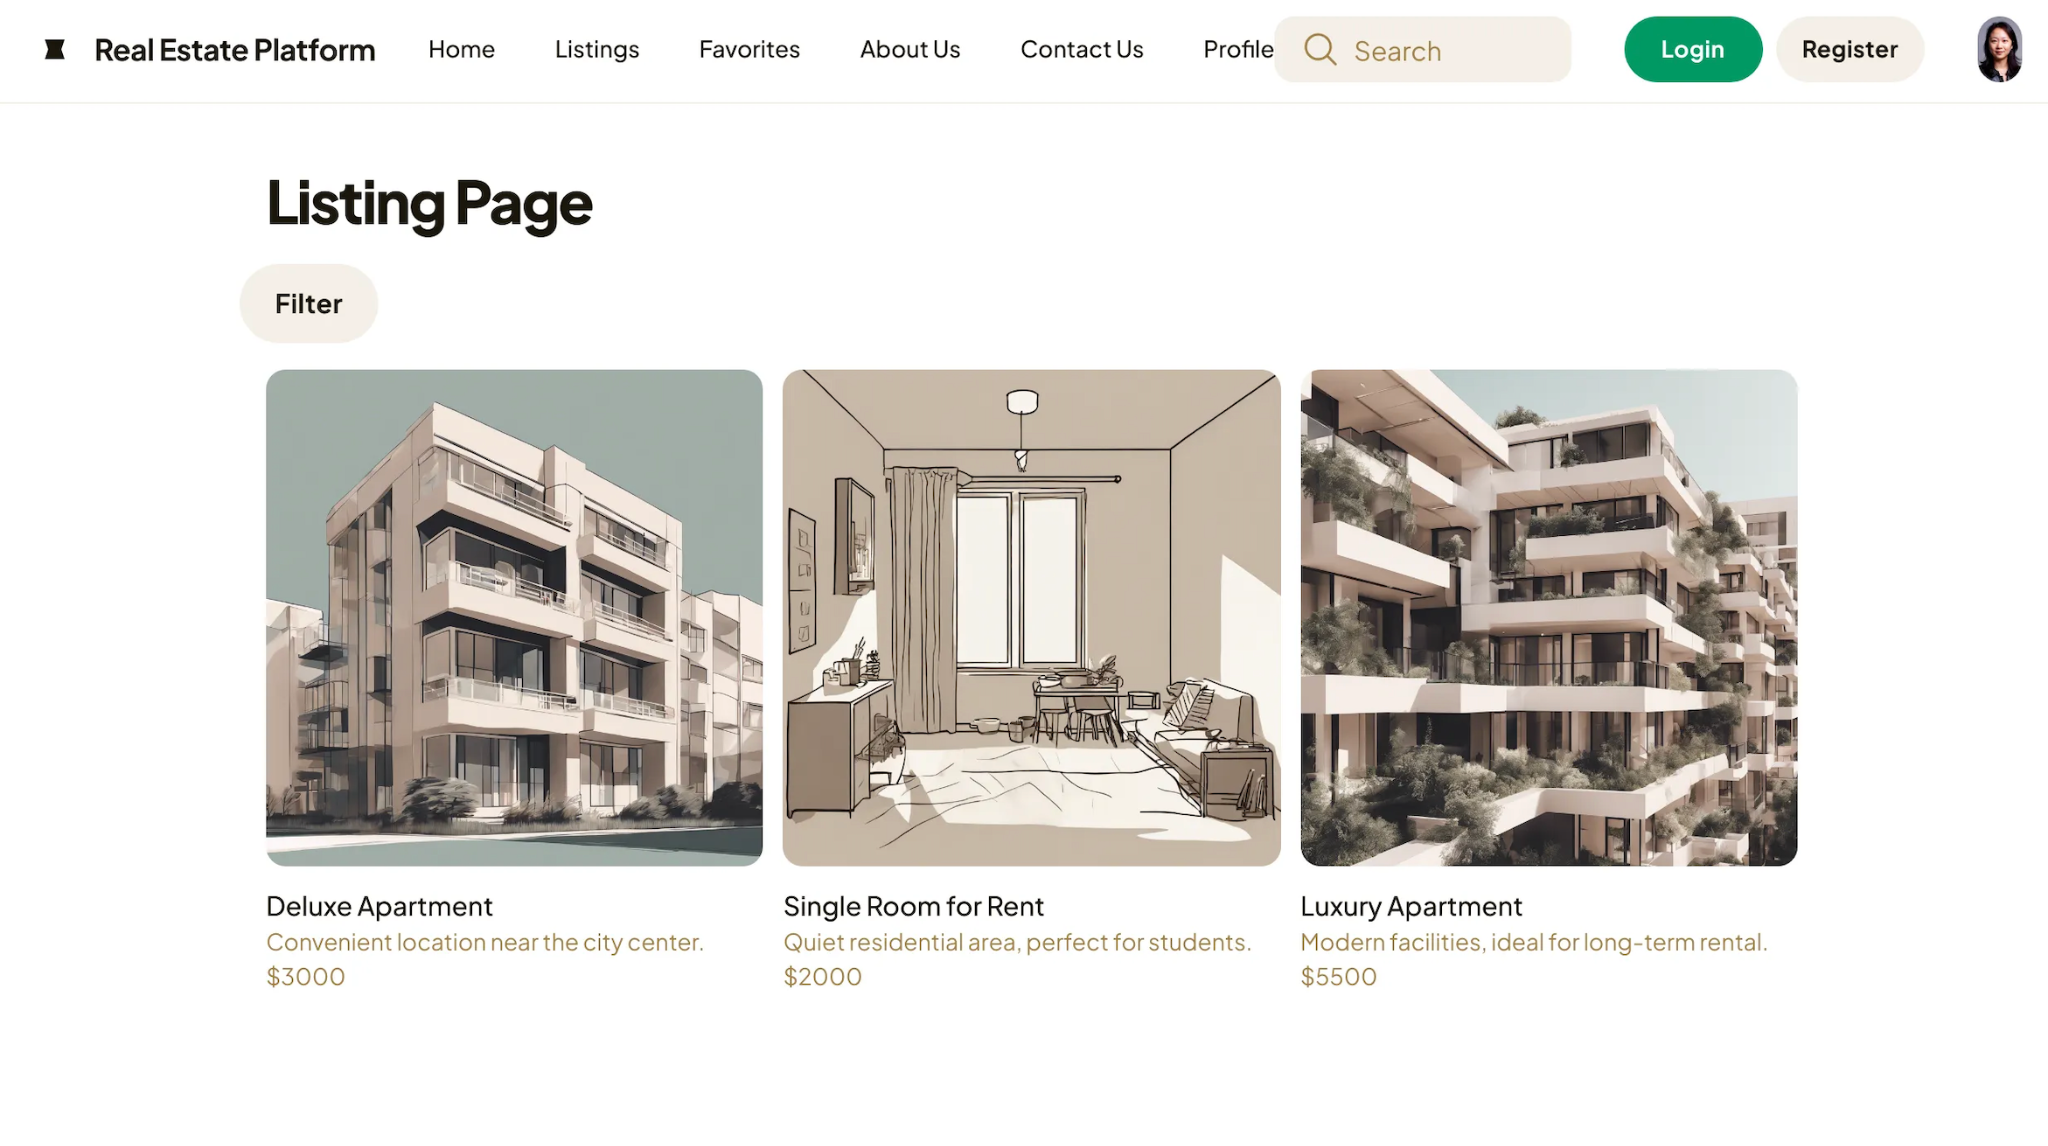 Real Estate Platform Home Listings Favorites About Us Contact Us Profile Search Login Register
Listing Page
Filter
Deluxe Apartment
Convenient location near the city center.
$3000
Single Room for Rent
Quiet residential area, perfect for students.
$2000
Luxury Apartment
Modern facilities, ideal for long-term rental.
$5500